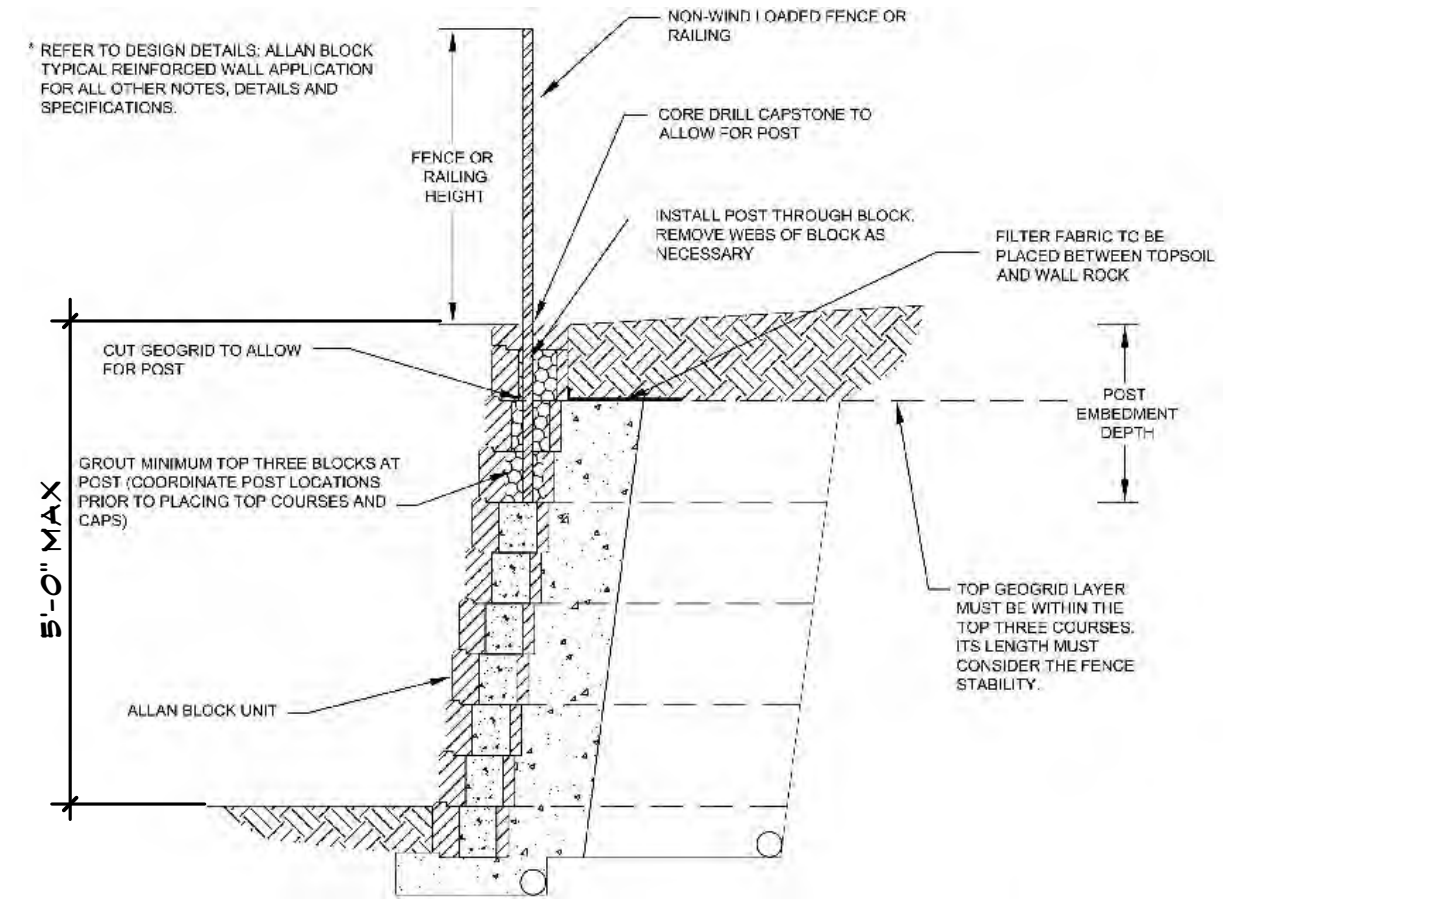 * REFER TO DESIGN DETAILS: ALLAN BLOCK
TYPICAL REINFORCED WALL APPLICATION
FOR ALL OTHER NOTES, DETAILS AND
SPECIFICATIONS.
NON-WIND LOADED FENCE OR
RAILING
CORE DRILL CAPSTONE TO
ALLOW FOR POST
FENCE OR
RAILING
HEIGHT
INSTALL POST THROUGH BLOCK.
REMOVE WEBS OF BLOCK AS
NECESSARY
FILTER FABRIC TO BE
PLACED BETWEEN TOPSOIL
AND WALL ROCK
CUT GEOGRID TO ALLOW
FOR POST
POST
EMBEDMENT
DEPTH
GROUT MINIMUM TOP THREE BLOCKS AT
POST (COORDINATE POST LOCATIONS
PRIOR TO PLACING TOP COURSES AND
CAPS)
5'-0" MAX
TOP GEOGRID LAYER
MUST BE WITHIN THE
TOP THREE COURSES.
ITS LENGTH MUST
CONSIDER THE FENCE
STABILITY.
ALLAN BLOCK UNIT